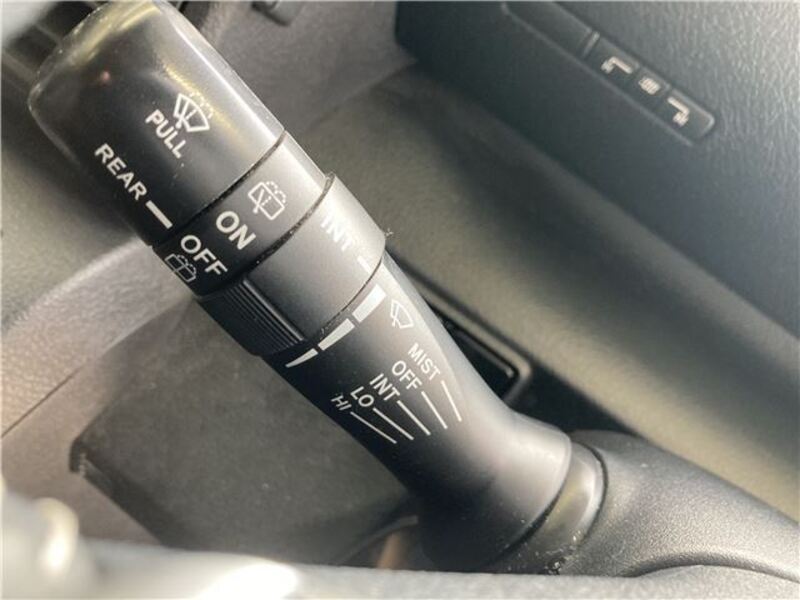 PULL
REAR
ON
OFF
INT
MIST
OFF
INT
LO
HI